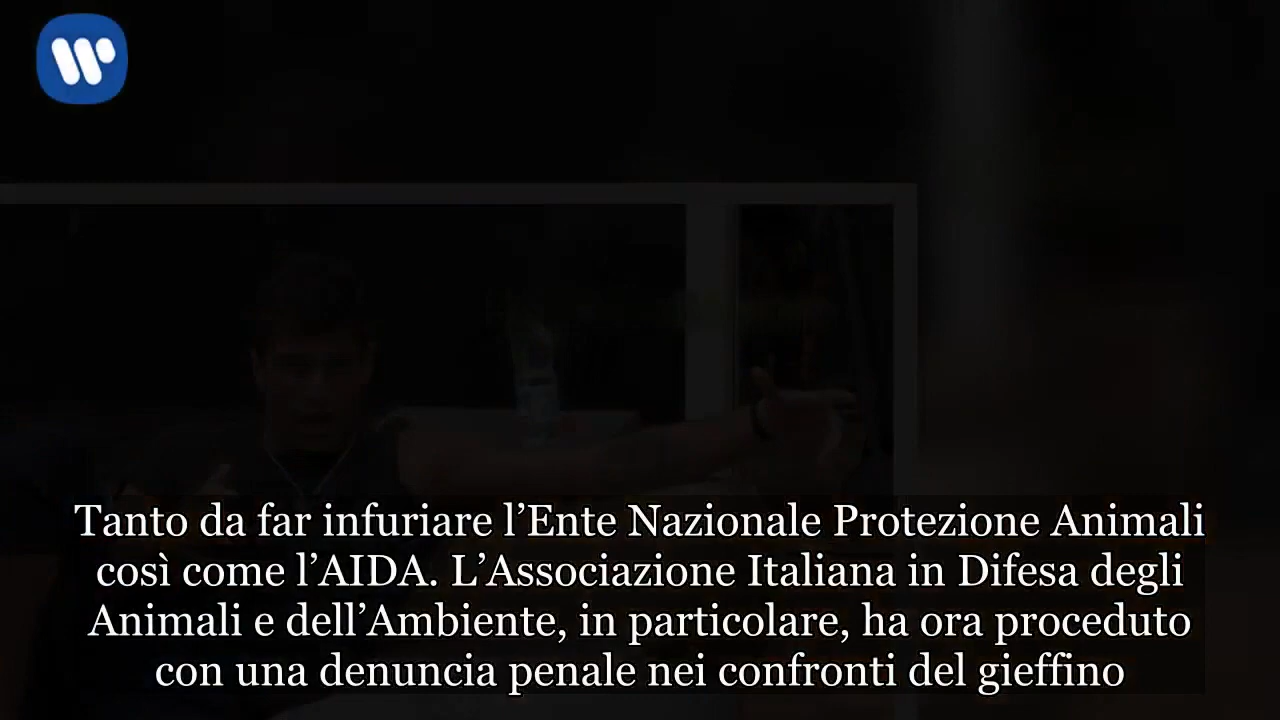 Tanto da far infuriare l’Ente Nazionale Protezione Animali
così come l’AIDA. L’Associazione Italiana in Difesa degli
Animali e dell’Ambiente, in particolare, ha ora proceduto
con una denuncia penale nei confronti del gieffino